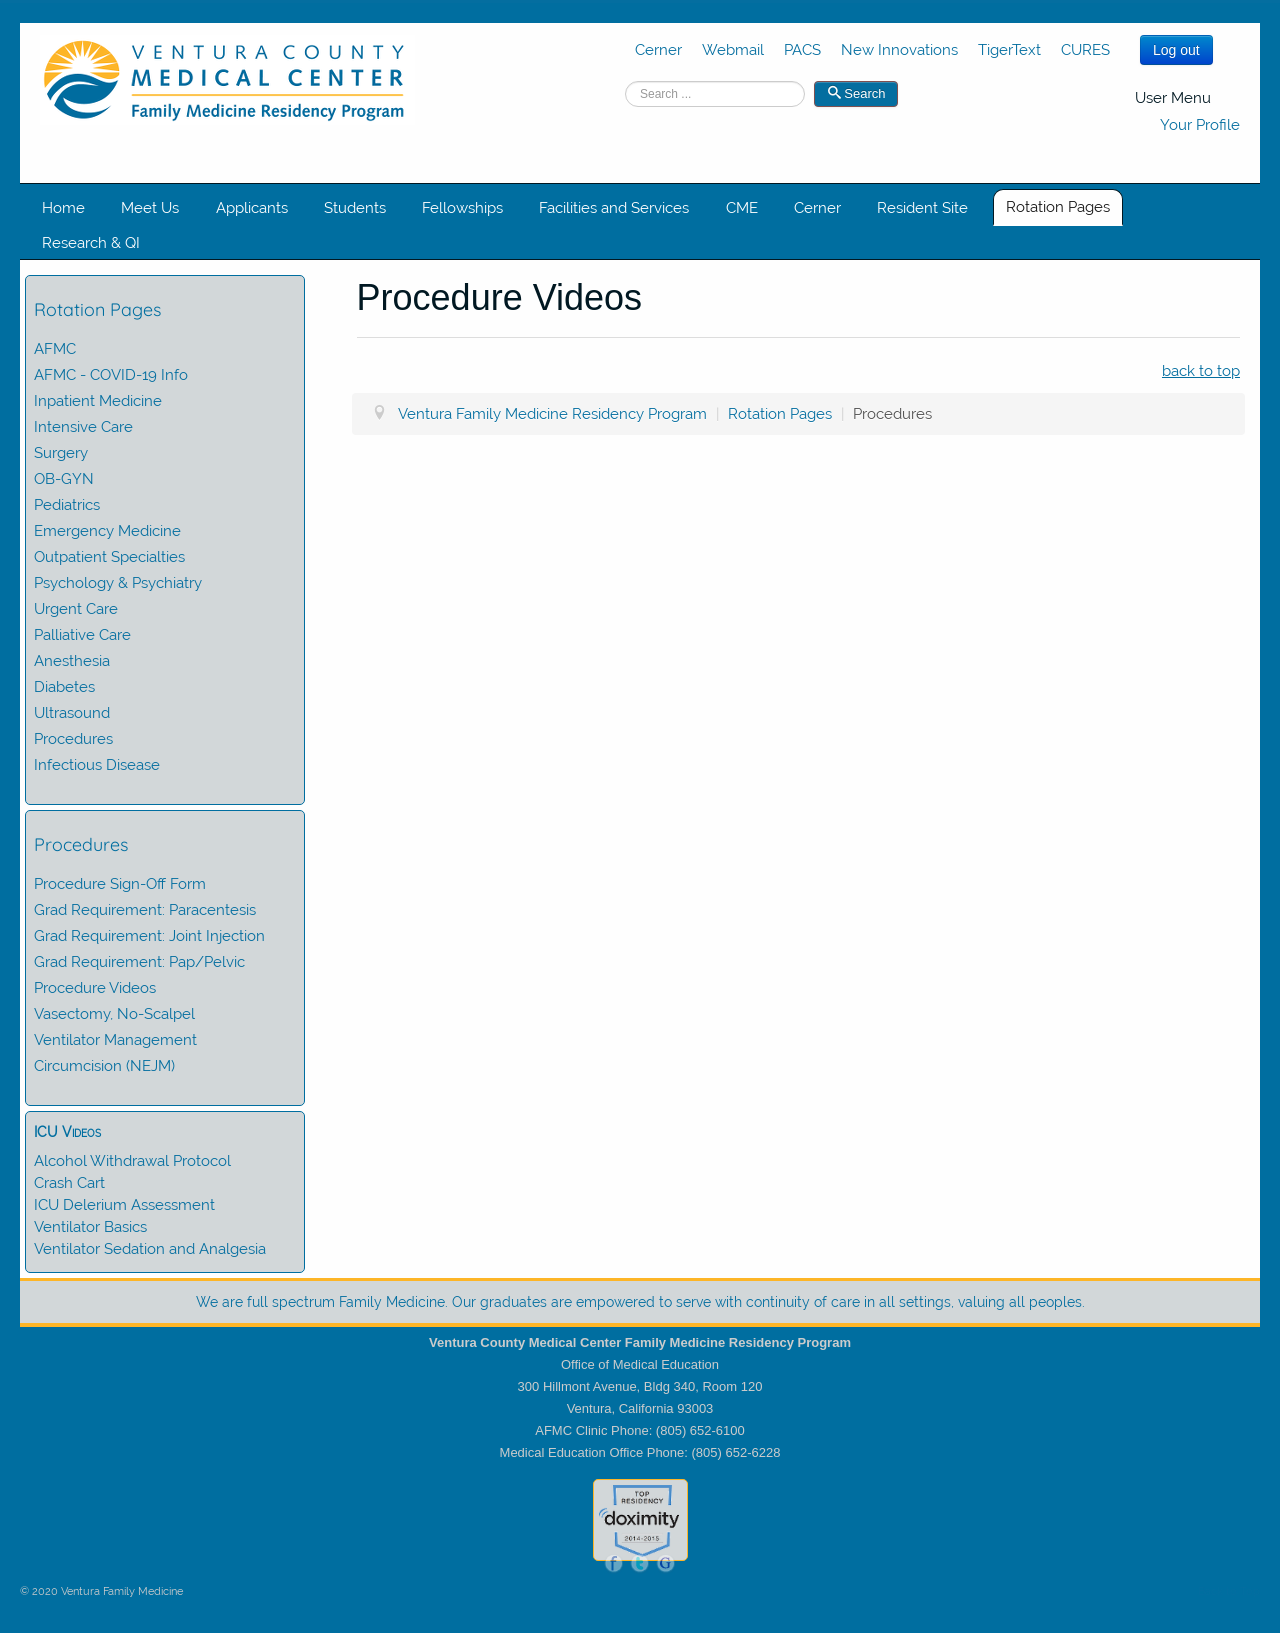 VENTURA COUNTY
MEDICAL CENTER
Family Medicine Residency Program
Cerner Webmail PACS New Innovations TigerText CURES Log out
Search ... Search
User Menu
Your Profile
Home Meet Us Applicants Students Fellowships Facilities and Services CME Cerner Resident Site Rotation Pages
Research & QI
Rotation Pages
AFMC
AFMC - COVID-19 Info
Inpatient Medicine
Intensive Care
Surgery
OB-GYN
Pediatrics
Emergency Medicine
Outpatient Specialties
Psychology & Psychiatry
Urgent Care
Palliative Care
Anesthesia
Diabetes
Ultrasound
Procedures
Infectious Disease
Procedures
Procedure Sign-Off Form
Grad Requirement: Paracentesis
Grad Requirement: Joint Injection
Grad Requirement: Pap/Pelvic
Procedure Videos
Vasectomy, No-Scalpel
Ventilator Management
Circumcision (NEJM)
ICU Videos
Alcohol Withdrawal Protocol
Crash Cart
ICU Delerium Assessment
Ventilator Basics
Ventilator Sedation and Analgesia
Procedure Videos
back to top
Ventura Family Medicine Residency Program | Rotation Pages | Procedures
We are full spectrum Family Medicine. Our graduates are empowered to serve with continuity of care in all settings, valuing all peoples.
Ventura County Medical Center Family Medicine Residency Program
Office of Medical Education
300 Hillmont Avenue, Bldg 340, Room 120
Ventura, California 93003
AFMC Clinic Phone: (805) 652-6100
Medical Education Office Phone: (805) 652-6228
TOP
RESIDENCY
doximity
2014-2015
f t G
© 2020 Ventura Family Medicine